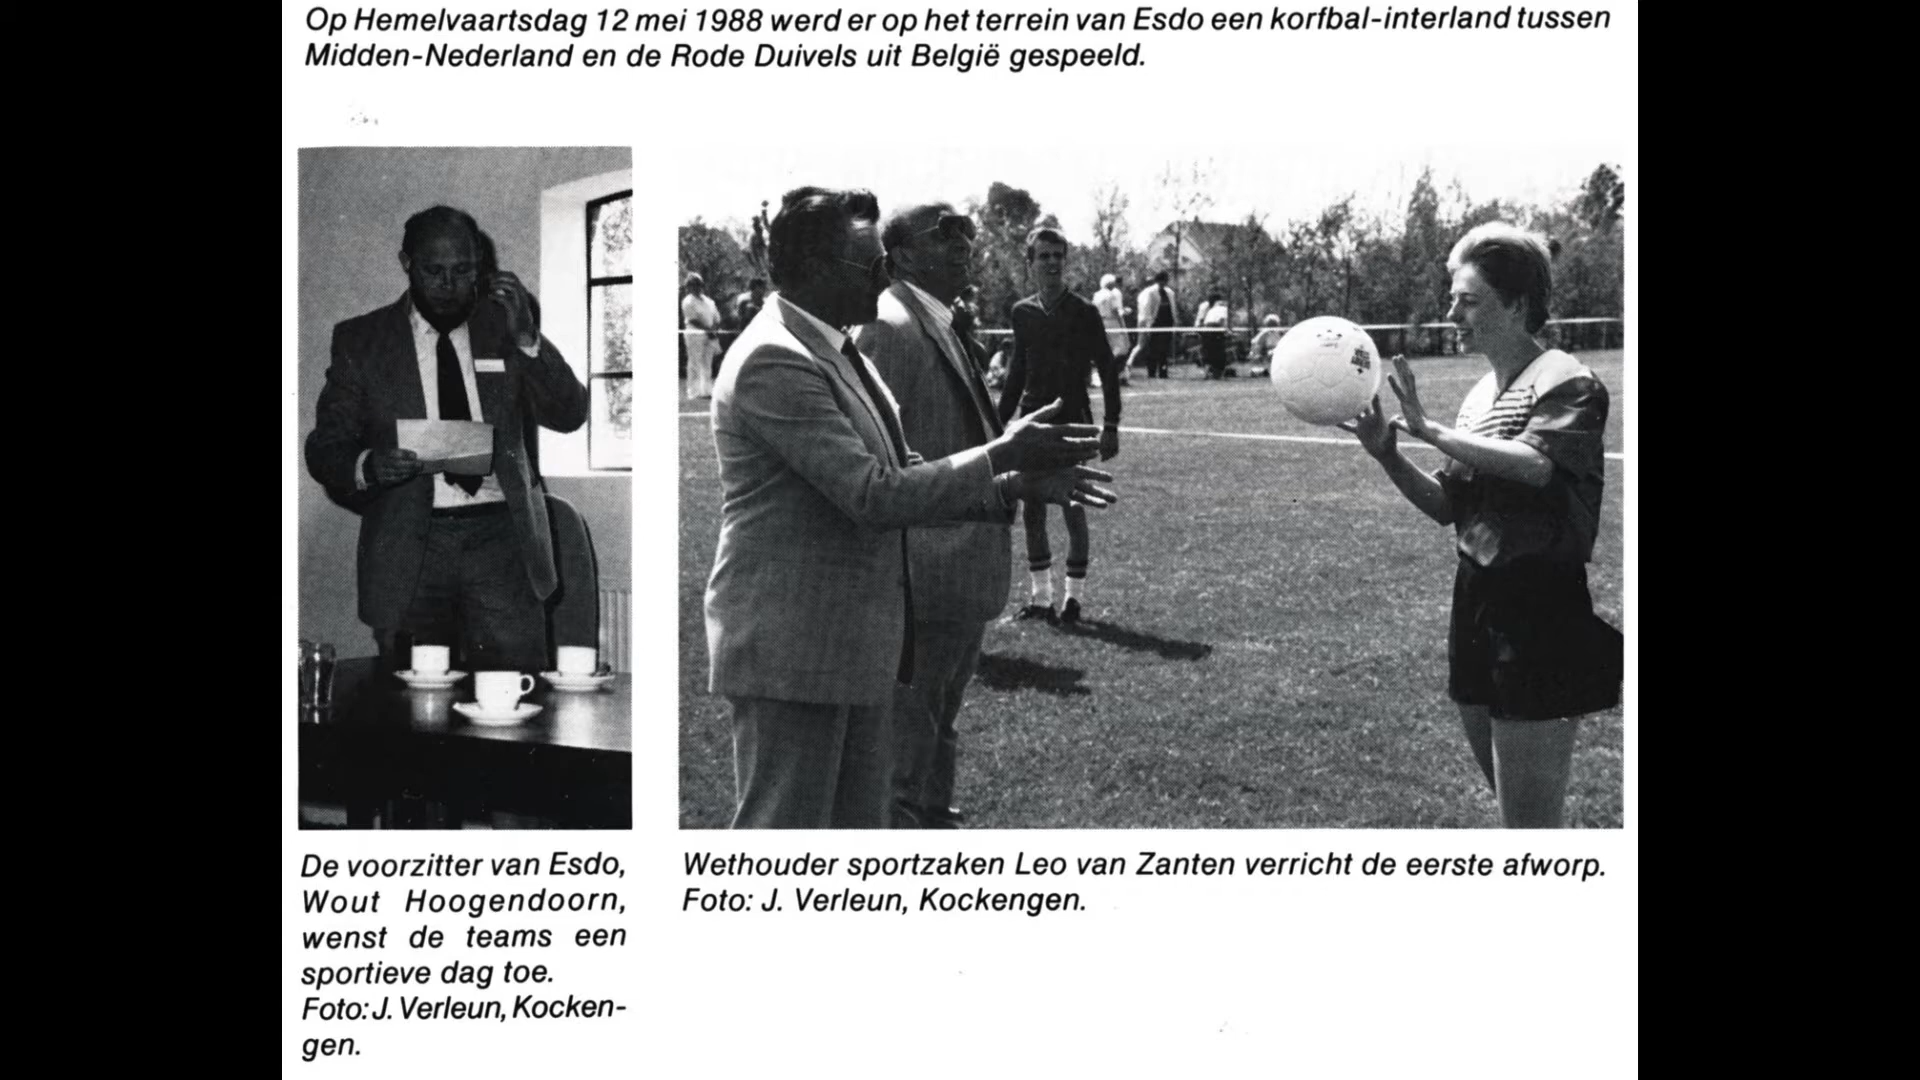 Op Hemelvaartsdag 12 mei 1988 werd er op het terrein van Esdo een korfbal-interland tussen
Midden-Nederland en de Rode Duivels uit België gespeeld.
De voorzitter van Esdo,
Wout Hoogendoorn,
wenst de teams een
sportieve dag toe.
Foto: J. Verleun, Kocken-
gen.
Wethouder sportzaken Leo van Zanten verricht de eerste afworp.
Foto: J. Verleun, Kockengen.